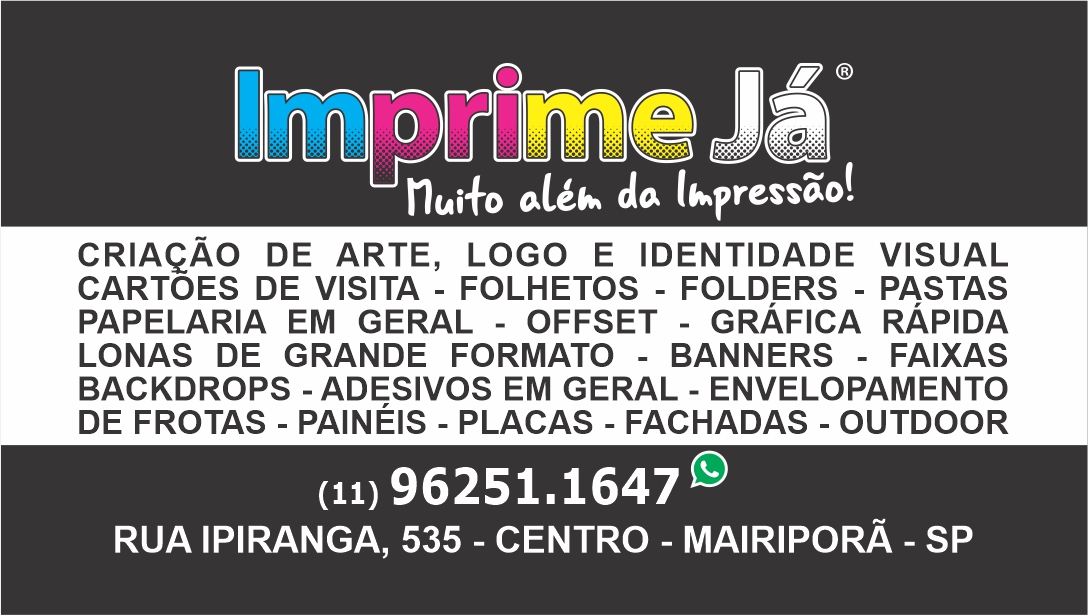 Imprime Já ®
Muito além da Impressão!
CRIAÇÃO DE ARTE, LOGO E IDENTIDADE VISUAL
CARTÕES DE VISITA - FOLHETOS - FOLDERS - PASTAS
PAPELARIA EM GERAL - OFFSET - GRÁFICA RÁPIDA
LONAS DE GRANDE FORMATO - BANNERS - FAIXAS
BACKDROPS - ADESIVOS EM GERAL - ENVELOPAMENTO
DE FROTAS - PAINÉIS - PLACAS - FACHADAS - OUTDOOR
(11) 96251.1647
RUA IPIRANGA, 535 - CENTRO - MAIRIPORÃ - SP